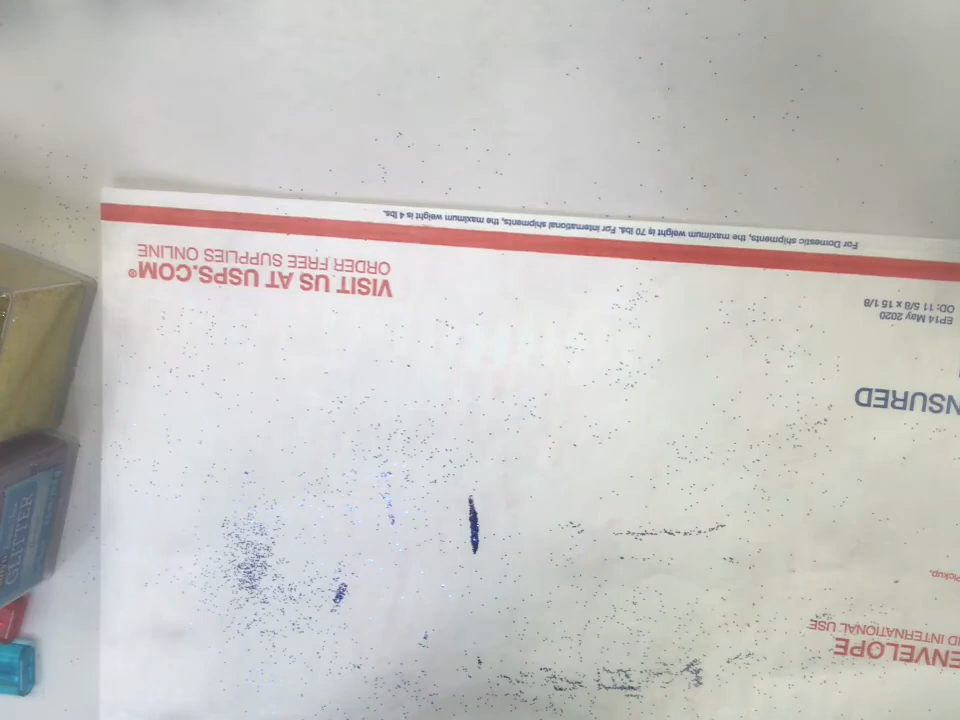 For Domestic shipments, the maximum weight is 70 lbs. For international shipments, the maximum weight is 4 lbs.
VISIT US AT USPS.COM®
ORDER FREE SUPPLIES ONLINE
EP14 May 2020
OD: 11 5/8 x 15 1/8
NSURED
Pickup.
ENVELOPE
ND INTERNATIONAL USE
GLITTER